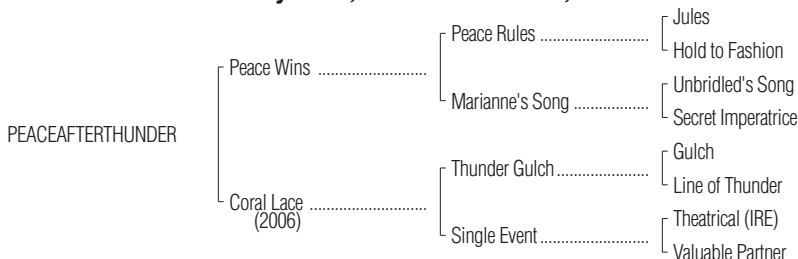 Jules
Peace Rules ........................
Hold to Fashion
Peace Wins ........................
Unbridled's Song
Marianne's Song .................
Secret Imperatrice
PEACEAFTERTHUNDER
Gulch
Thunder Gulch .....................
Line of Thunder
Coral Lace ..........................
(2006)
Theatrical (IRE)
Single Event .........................
Valuable Partner